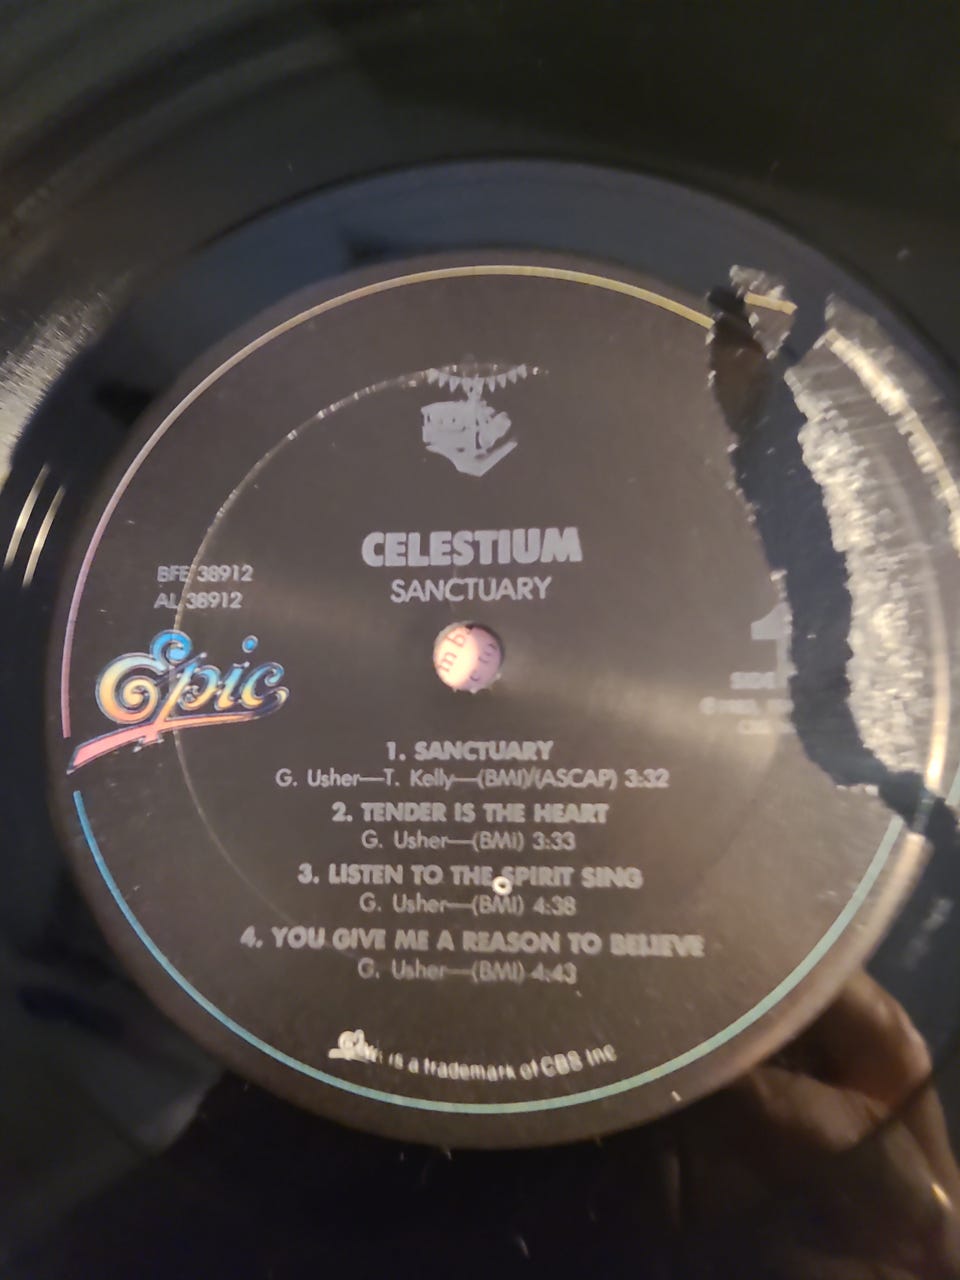 CELESTIUM
SANCTUARY
BFE 38912
AL 38912
Epic
SIDE
1. SANCTUARY
G. Usher—T. Kelly—(BMI)/(ASCAP) 3:32
2. TENDER IS THE HEART
G. Usher—(BMI) 3:33
3. LISTEN TO THE SPIRIT SING
G. Usher—(BMI) 4:38
4. YOU GIVE ME A REASON TO BELIEVE
G. Usher—(BMI) 4:43
is a trademark of CBS Inc